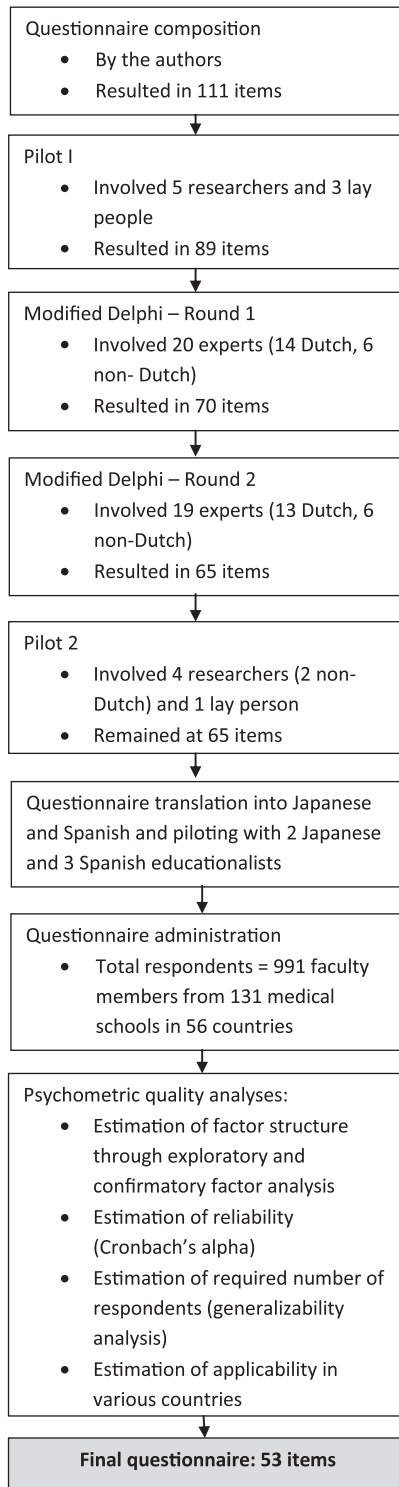 Questionnaire composition
• By the authors
• Resulted in 111 items
Pilot I
• Involved 5 researchers and 3 lay
people
• Resulted in 89 items
Modified Delphi – Round 1
• Involved 20 experts (14 Dutch, 6
non- Dutch)
• Resulted in 70 items
Modified Delphi – Round 2
• Involved 19 experts (13 Dutch, 6
non-Dutch)
• Resulted in 65 items
Pilot 2
• Involved 4 researchers (2 non-
Dutch) and 1 lay person
• Remained at 65 items
Questionnaire translation into Japanese
and Spanish and piloting with 2 Japanese
and 3 Spanish educationalists
Questionnaire administration
• Total respondents = 991 faculty
members from 131 medical
schools in 56 countries
Psychometric quality analyses:
• Estimation of factor structure
through exploratory and
confirmatory factor analysis
• Estimation of reliability
(Cronbach’s alpha)
• Estimation of required number of
respondents (generalizability
analysis)
• Estimation of applicability in
various countries
Final questionnaire: 53 items